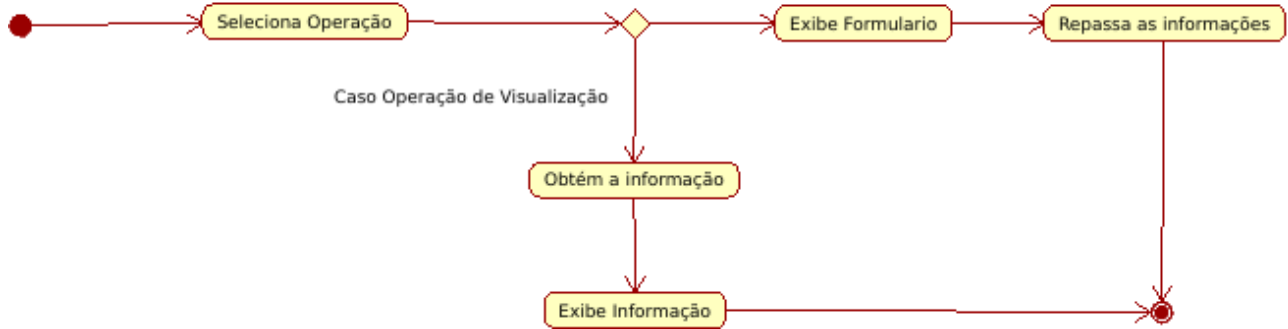 Seleciona Operação
Exibe Formulario
Repassa as informações
Caso Operação de Visualização
Obtém a informação
Exibe Informação